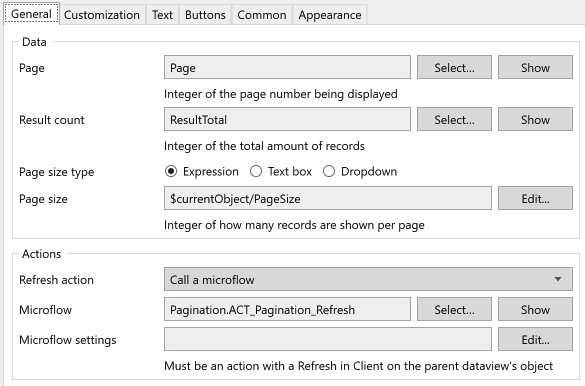 General Customization Text Buttons Common Appearance
Data
Page Page Select... Show
Integer of the page number being displayed
Result count ResultTotal Select... Show
Integer of the total amount of records
Page size type Expression Text box Dropdown
Page size $currentObject/PageSize Edit...
Integer of how many records are shown per page
Actions
Refresh action Call a microflow
Microflow Pagination.ACT_Pagination_Refresh Select... Show
Microflow settings Edit...
Must be an action with a Refresh in Client on the parent dataview's object